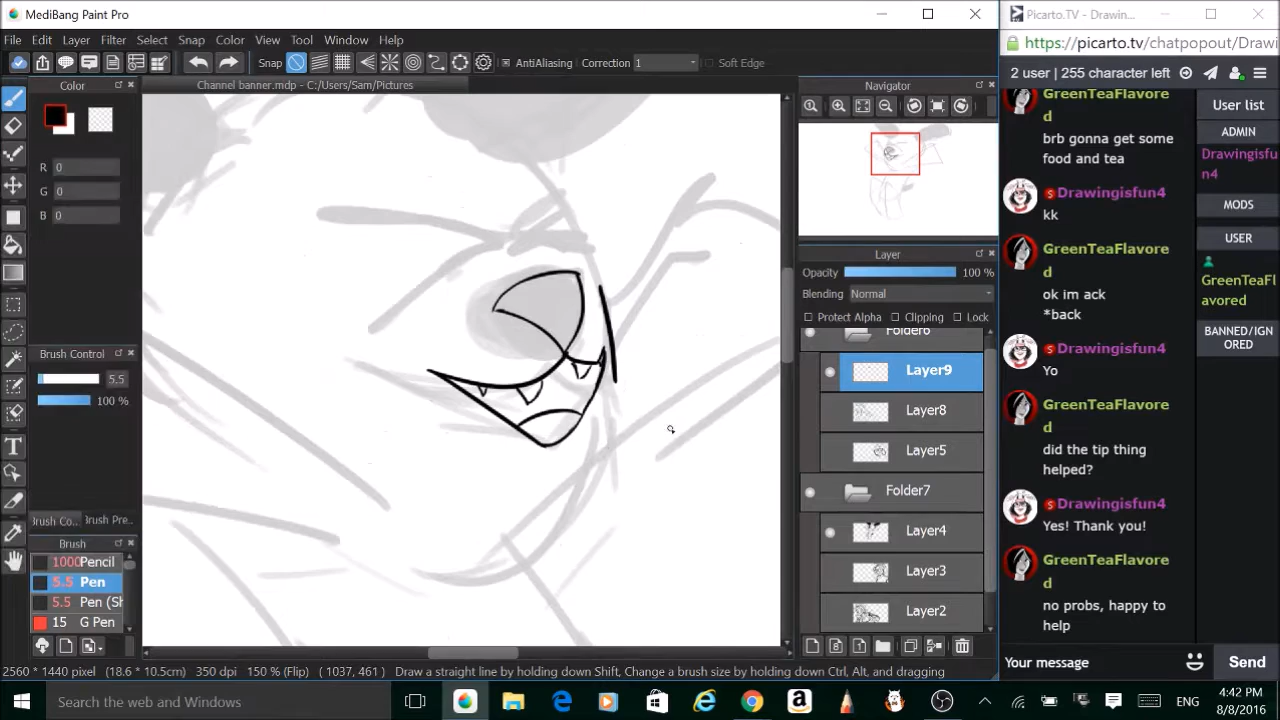 MediBang Paint Pro
File Edit Layer Filter Select Snap Color View Tool Window Help
Snap AntiAliasing Correction 1 Soft Edge
Color
Channel banner.mdp - C:/Users/Sam/Pictures
R 0
G 0
B 0
Brush Control
5.5
100 %
Brush Co.. Brush Pre..
Brush
1000 Pencil
5.5 Pen
5.5 Pen (Sh
15 G Pen
Navigator
Layer
Opacity 100 %
Blending Normal
Protect Alpha Clipping Lock
Folder6
Layer9
Layer8
Layer5
Folder7
Layer4
Layer3
Layer2
2560 * 1440 pixel (18.6 * 10.5cm) 350 dpi 150 % (Flip) ( 1037, 461 ) Draw a straight line by holding down Shift, Change a brush size by holding down Ctrl, Alt, and dragging
Picarto.TV - Drawin...
https://picarto.tv/chatpopout/Drawi
2 user | 255 character left
GreenTeaFlavore
d
brb gonna get some
food and tea
Drawingisfun4
kk
GreenTeaFlavore
d
ok im ack
*back
Drawingisfun4
Yo
GreenTeaFlavore
d
did the tip thing
helped?
Drawingisfun4
Yes! Thank you!
GreenTeaFlavore
d
no probs, happy to
help
Your message Send
User list
ADMIN
Drawingisfu
n4
MODS
USER
GreenTeaFl
avored
BANNED/IGN
ORED
Search the web and Windows
ENG
4:42 PM
8/8/2016